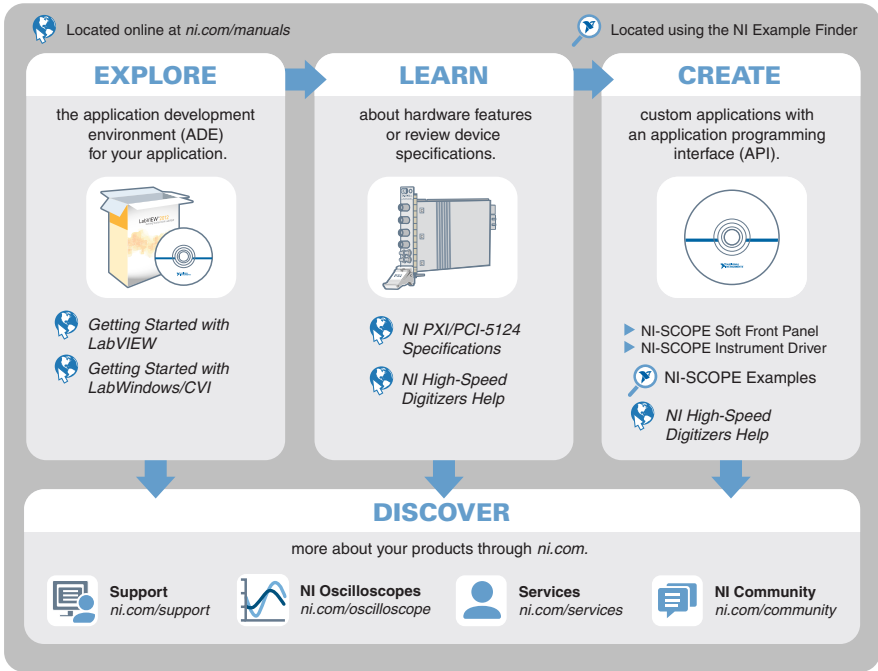 Located online at ni.com/manuals
Located using the NI Example Finder
EXPLORE
the application development
environment (ADE)
for your application.
LabVIEW
Getting Started with
LabVIEW
Getting Started with
LabWindows/CVI
LEARN
about hardware features
or review device
specifications.
NI PXI/PCI-5124
Specifications
NI High-Speed
Digitizers Help
CREATE
custom applications with
an application programming
interface (API).
NI-SCOPE Soft Front Panel
NI-SCOPE Instrument Driver
NI-SCOPE Examples
NI High-Speed
Digitizers Help
DISCOVER
more about your products through ni.com.
Support
ni.com/support
NI Oscilloscopes
ni.com/oscilloscope
Services
ni.com/services
NI Community
ni.com/community